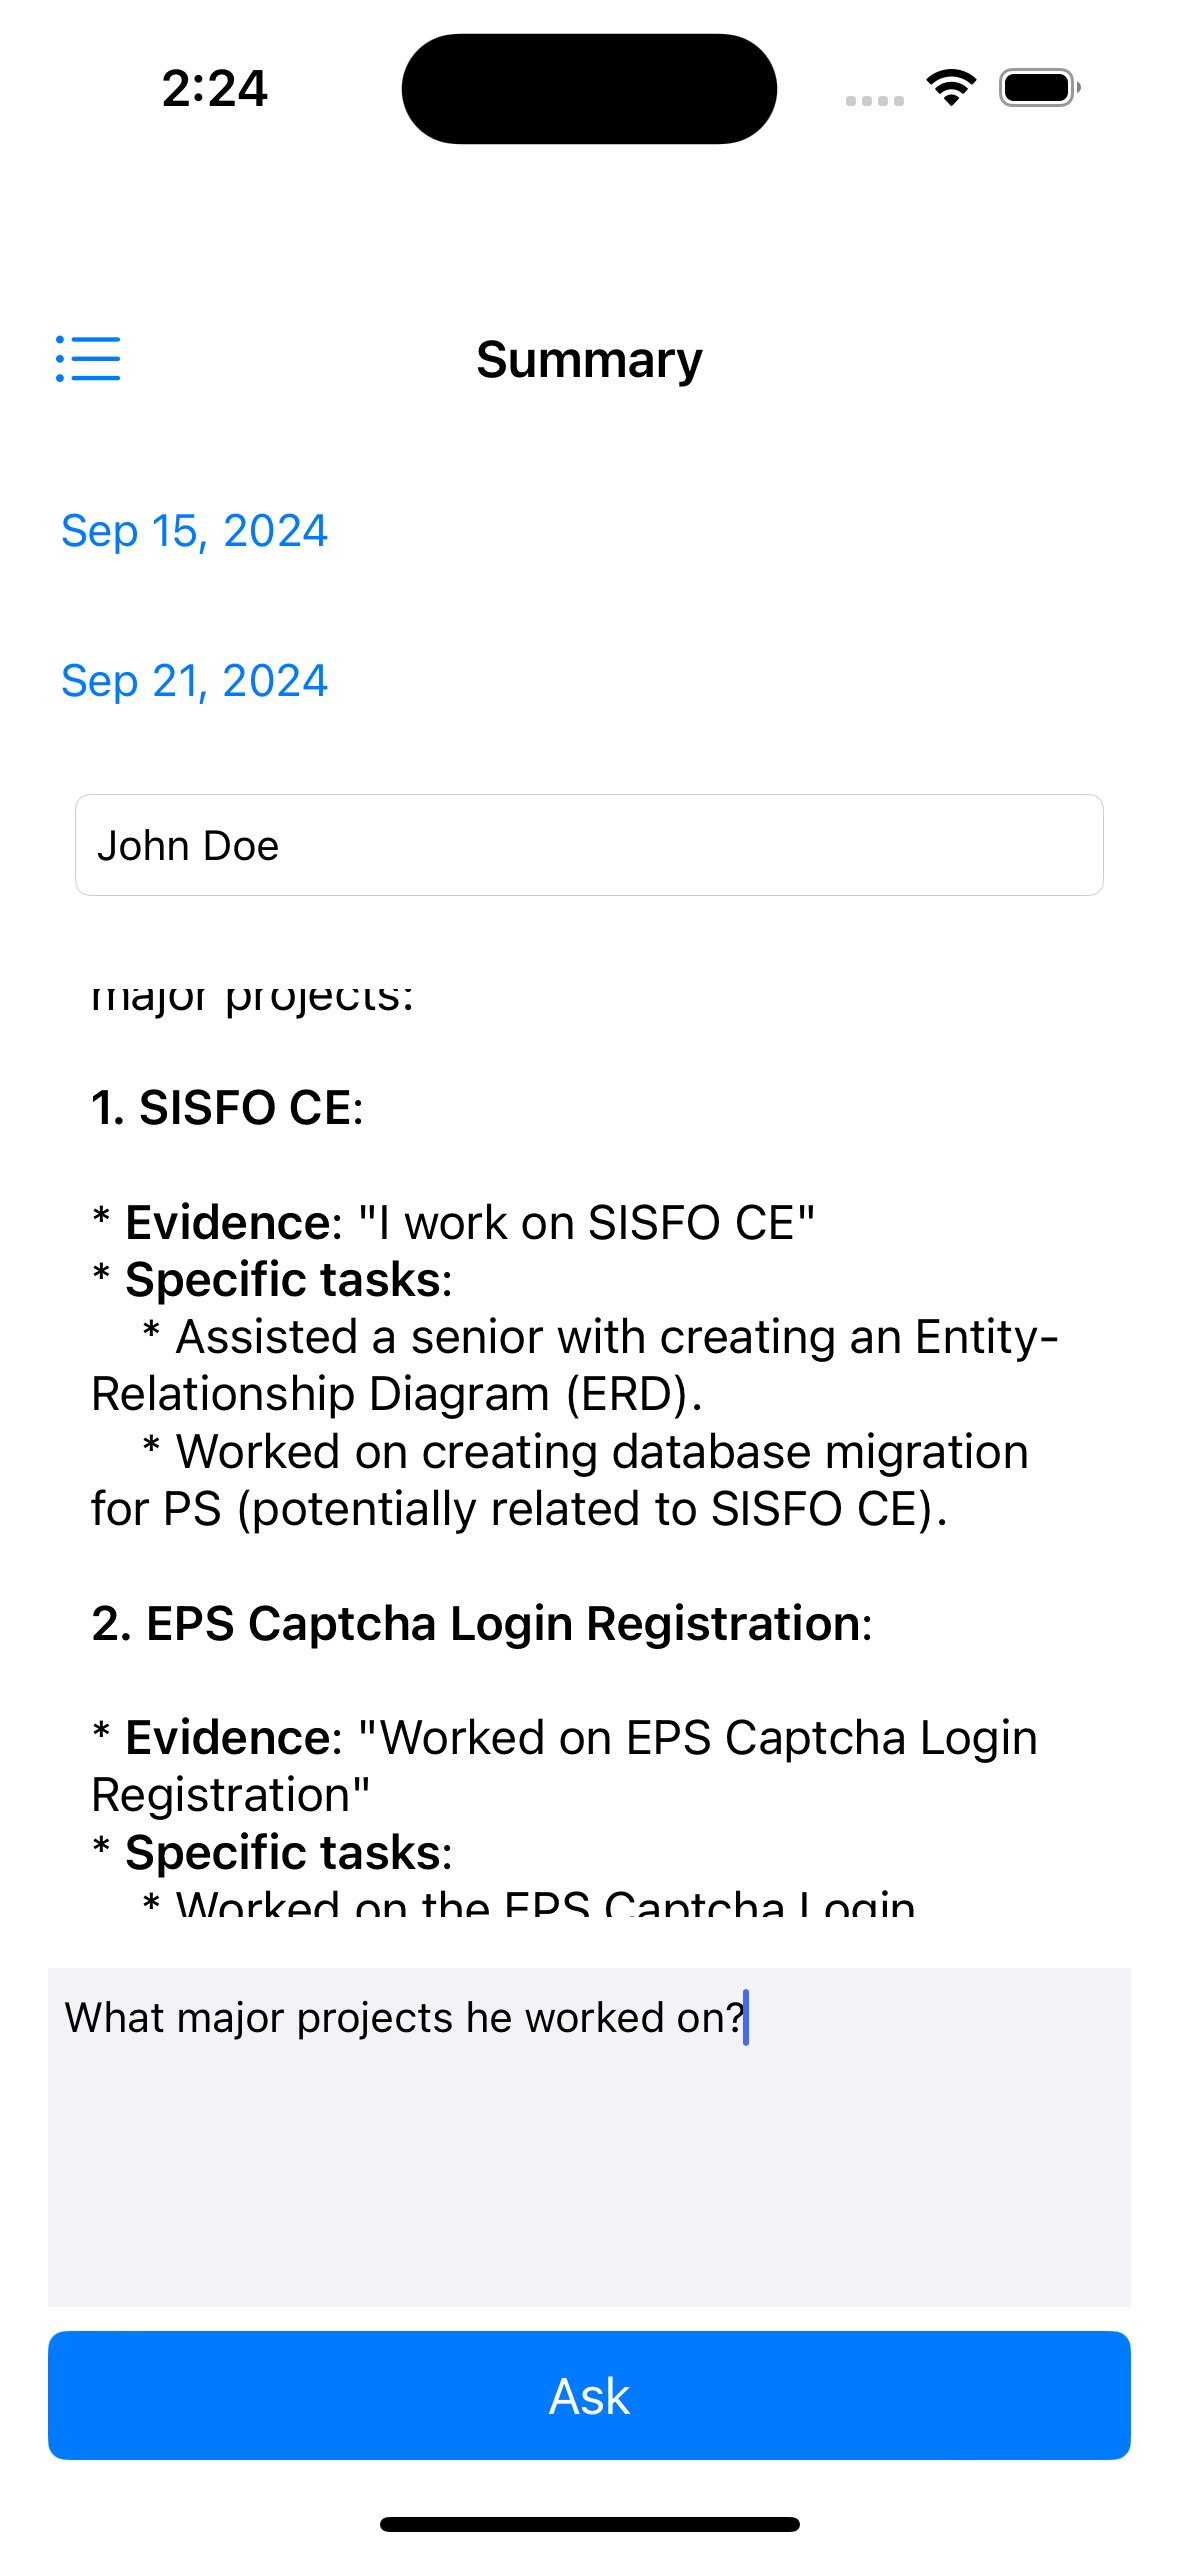 2:24
Summary
Sep 15, 2024
Sep 21, 2024
John Doe
major projects:
1. SISFO CE:
* Evidence: "I work on SISFO CE"
* Specific tasks:
* Assisted a senior with creating an Entity-
Relationship Diagram (ERD).
* Worked on creating database migration
for PS (potentially related to SISFO CE).
2. EPS Captcha Login Registration:
* Evidence: "Worked on EPS Captcha Login
Registration"
* Specific tasks:
* Worked on the EPS Captcha Login
What major projects he worked on?
Ask